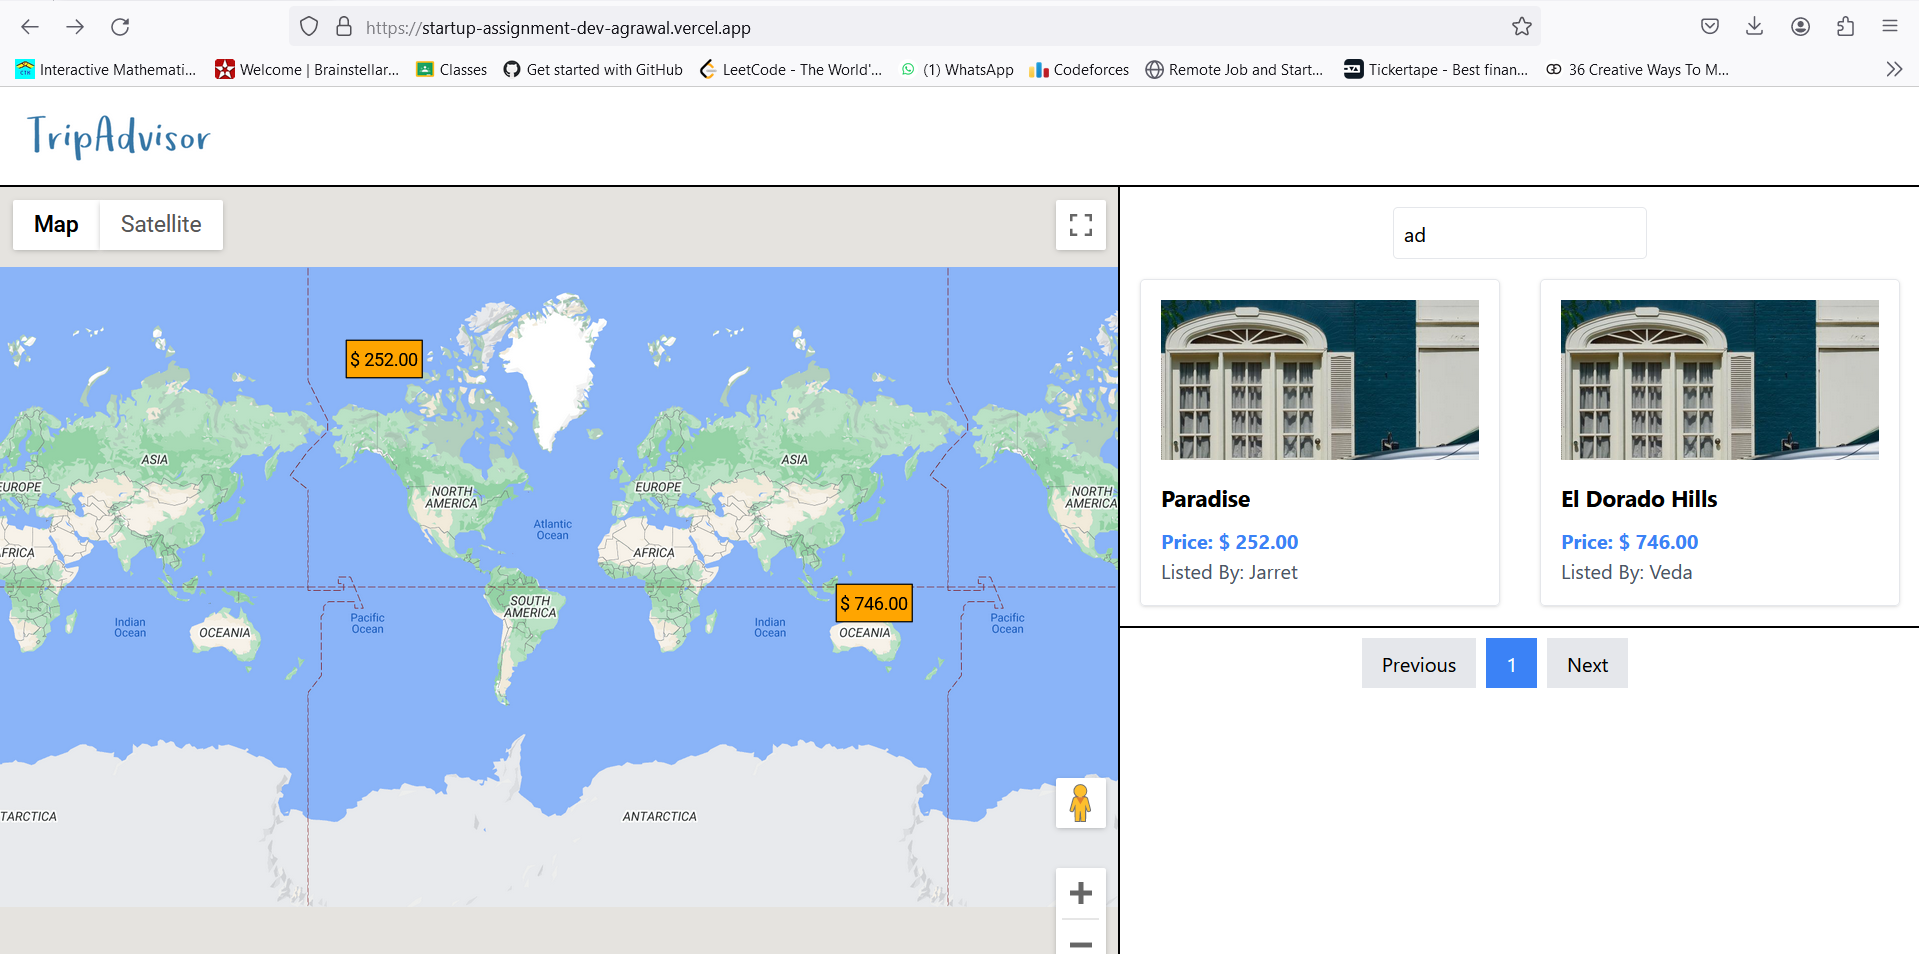 https://startup-assignment-dev-agrawal.vercel.app
Interactive Mathemati... Welcome | Brainstellar... Classes Get started with GitHub LeetCode - The World'... (1) WhatsApp Codeforces Remote Job and Start... Tickertape - Best finan... 36 Creative Ways To M...
TripAdvisor
Map Satellite
ad
$ 252.00
ASIA
EUROPE
NORTH
AMERICA
Atlantic
Ocean
AFRICA
EUROPE
ASIA
NORTH
AMERICA
FRICA
$ 746.00
Indian
Ocean
OCEANIA
Pacific
Ocean
SOUTH
AMERICA
Indian
Ocean
OCEANIA
Pacific
Ocean
TARCTICA
ANTARCTICA
Paradise
Price: $ 252.00
Listed By: Jarret
El Dorado Hills
Price: $ 746.00
Listed By: Veda
Previous 1 Next